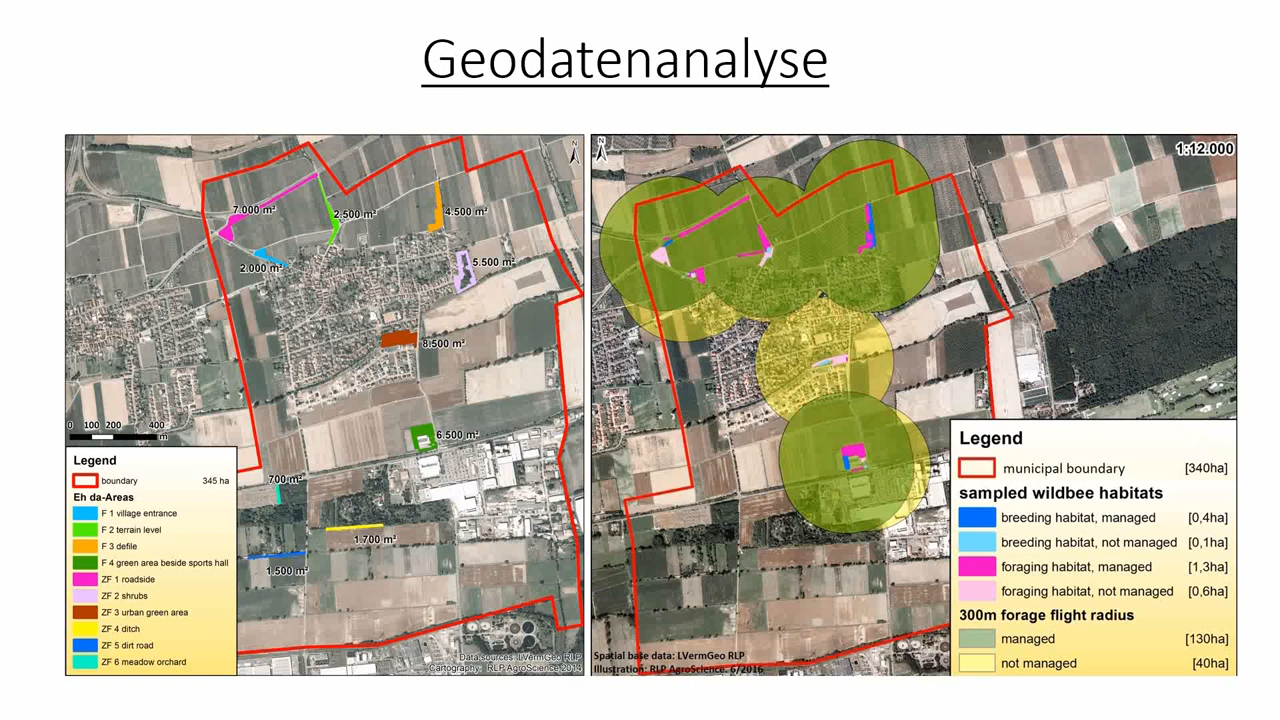 Geodatenanalyse
N
7.000 m²
2.500 m²
4.500 m²
2.000 m²
5.500 m²
8.500 m²
6.500 m²
700 m²
1.700 m²
1.500 m²
0 100 200 400
m
Legend
boundary 345 ha
Eh da-Areas
F 1 village entrance
F 2 terrain level
F 3 defile
F 4 green area beside sports hall
ZF 1 roadside
ZF 2 shrubs
ZF 3 urban green area
ZF 4 ditch
ZF 5 dirt road
ZF 6 meadow orchard
Data sources: LVermGeo RLP
Cartography: RLP AgroScience 2014
N
1:12.000
Spatial base data: LVermGeo RLP
Illustration: RLP AgroScience. 6/2016
Legend
municipal boundary [340ha]
sampled wildbee habitats
breeding habitat, managed [0,4ha]
breeding habitat, not managed [0,1ha]
foraging habitat, managed [1,3ha]
foraging habitat, not managed [0,6ha]
300m forage flight radius
managed [130ha]
not managed [40ha]